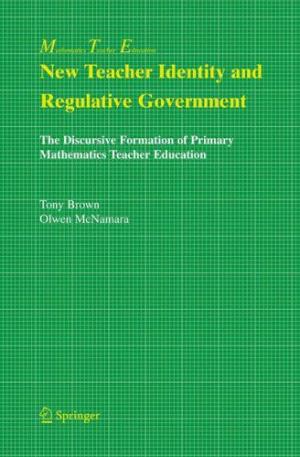 Mathematics Teacher Education
New Teacher Identity and
Regulative Government
The Discursive Formation of Primary
Mathematics Teacher Education
Tony Brown
Olwen McNamara
Springer